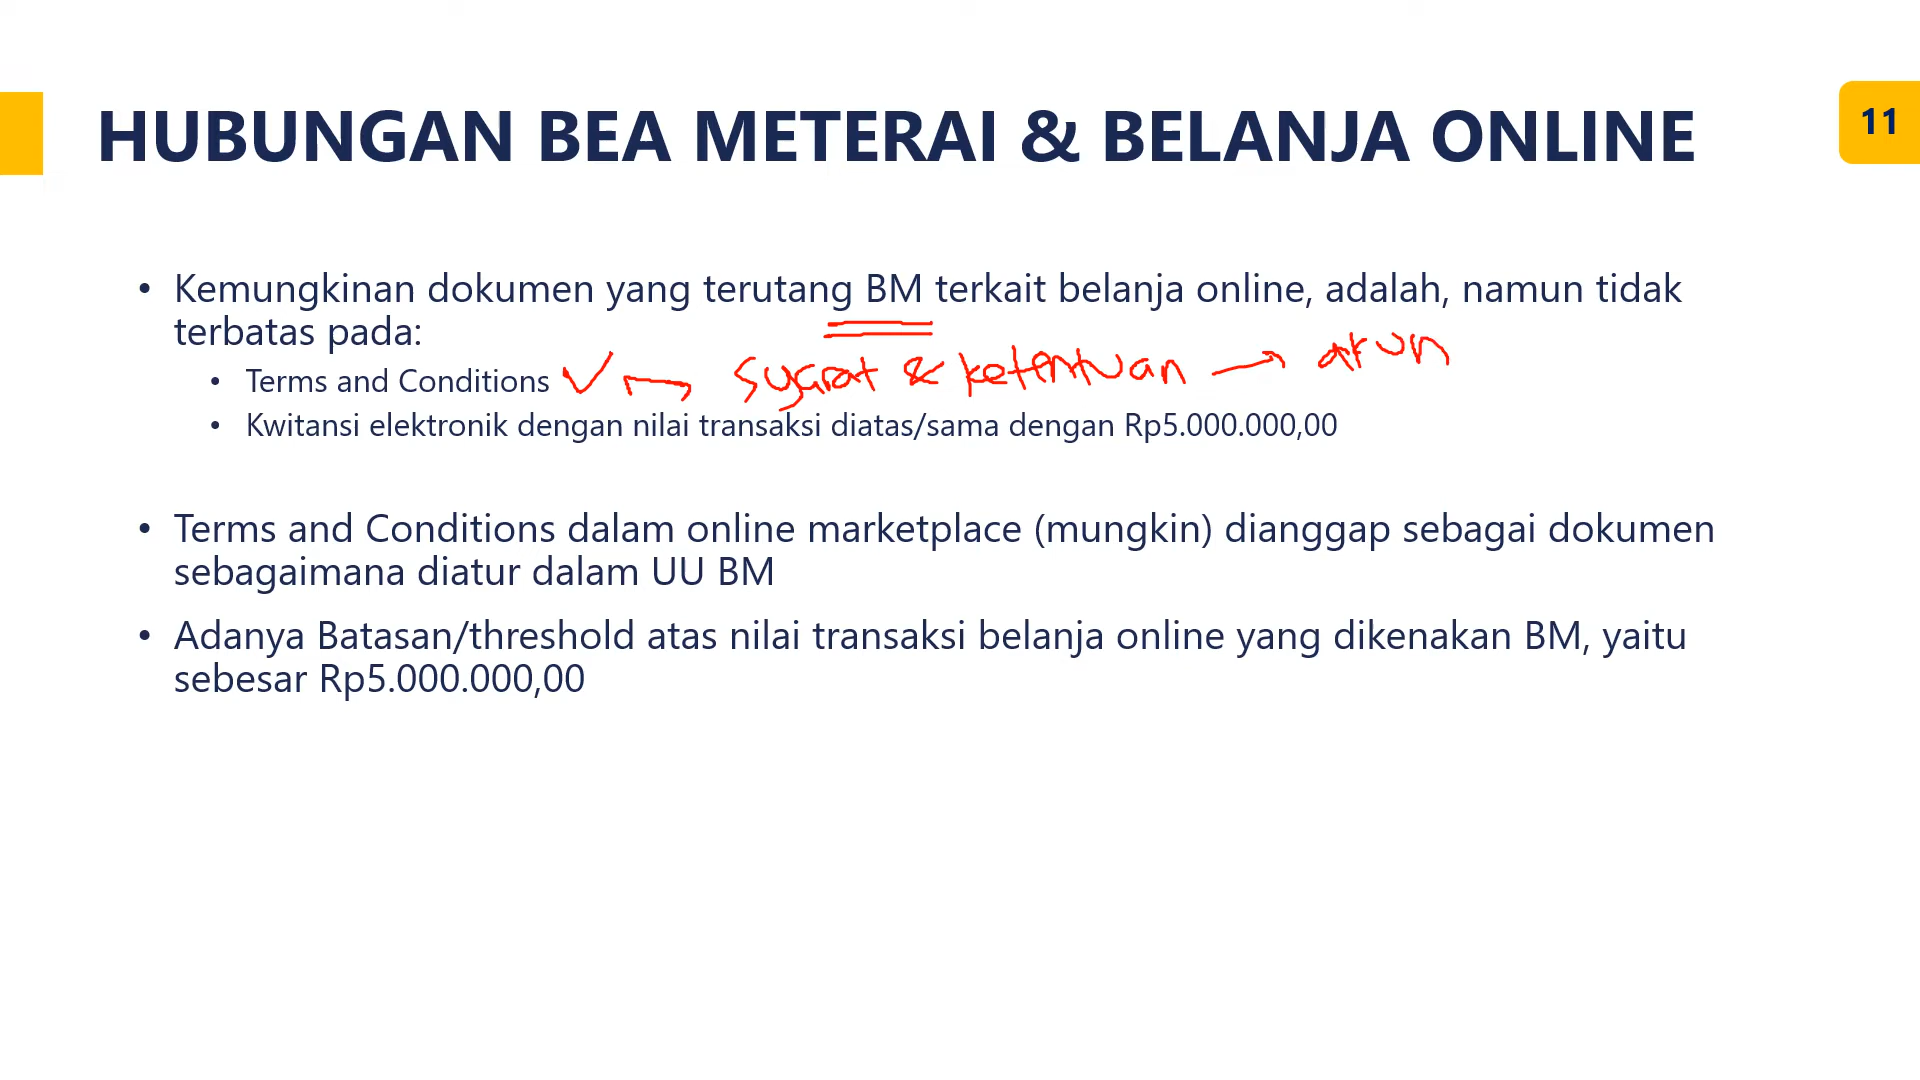 HUBUNGAN BEA METERAI & BELANJA ONLINE
11
• Kemungkinan dokumen yang terutang BM terkait belanja online, adalah, namun tidak
terbatas pada:
• Terms and Conditions ✓ → syarat & ketentuan → akun
• Kwitansi elektronik dengan nilai transaksi diatas/sama dengan Rp5.000.000,00
• Terms and Conditions dalam online marketplace (mungkin) dianggap sebagai dokumen
sebagaimana diatur dalam UU BM
• Adanya Batasan/threshold atas nilai transaksi belanja online yang dikenakan BM, yaitu
sebesar Rp5.000.000,00